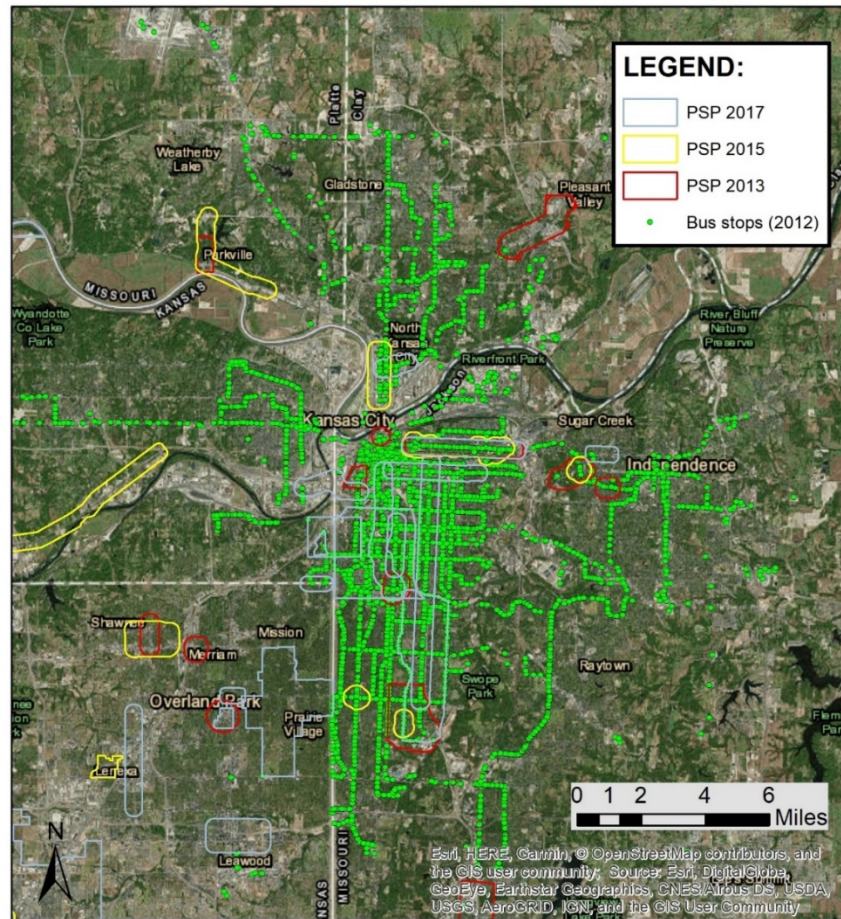 LEGEND:
PSP 2017
PSP 2015
PSP 2013
Bus stops (2012)
Platte
Clay
Weatherby
Lake
Gladstone
Pleasant
Valley
Parkville
MISSOURI
KANSAS
Wyandotte
Co Lake
Park
North
Kansas
City
Riverfront Park
River Bluff
Nature
Preserve
Jackson
Kansas City
Sugar Creek
Independence
Shawnee
Merriam
Mission
Overland Park
Prairie
Village
Swope
Park
Raytown
Lenexa
Leawood
KANSAS
MISSOURI
N
0 1 2 4 6
Miles
Esri, HERE, Garmin, © OpenStreetMap contributors, and
the GIS user community; Source: Esri, DigitalGlobe,
GeoEye, Earthstar Geographics, CNES/Airbus DS, USDA,
USGS, AeroGRID, IGN, and the GIS User Community